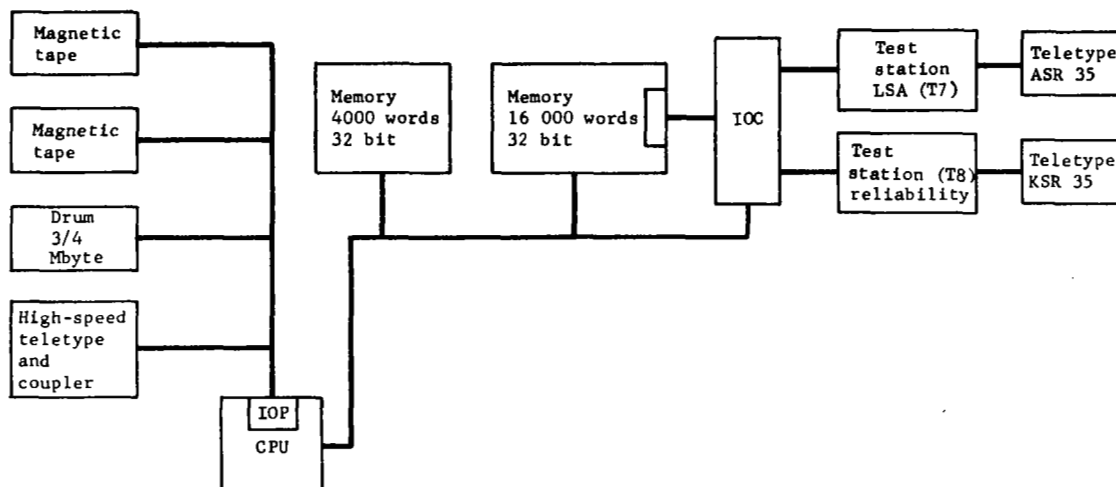 Magnetic
tape
Magnetic
tape
Drum
3/4
Mbyte
High-speed
teletype
and
coupler
IOP
CPU
Memory
4000 words
32 bit
Memory
16 000 words
32 bit
IOC
Test
station
LSA (T7)
Teletype
ASR 35
Test
station (T8)
reliability
Teletype
KSR 35